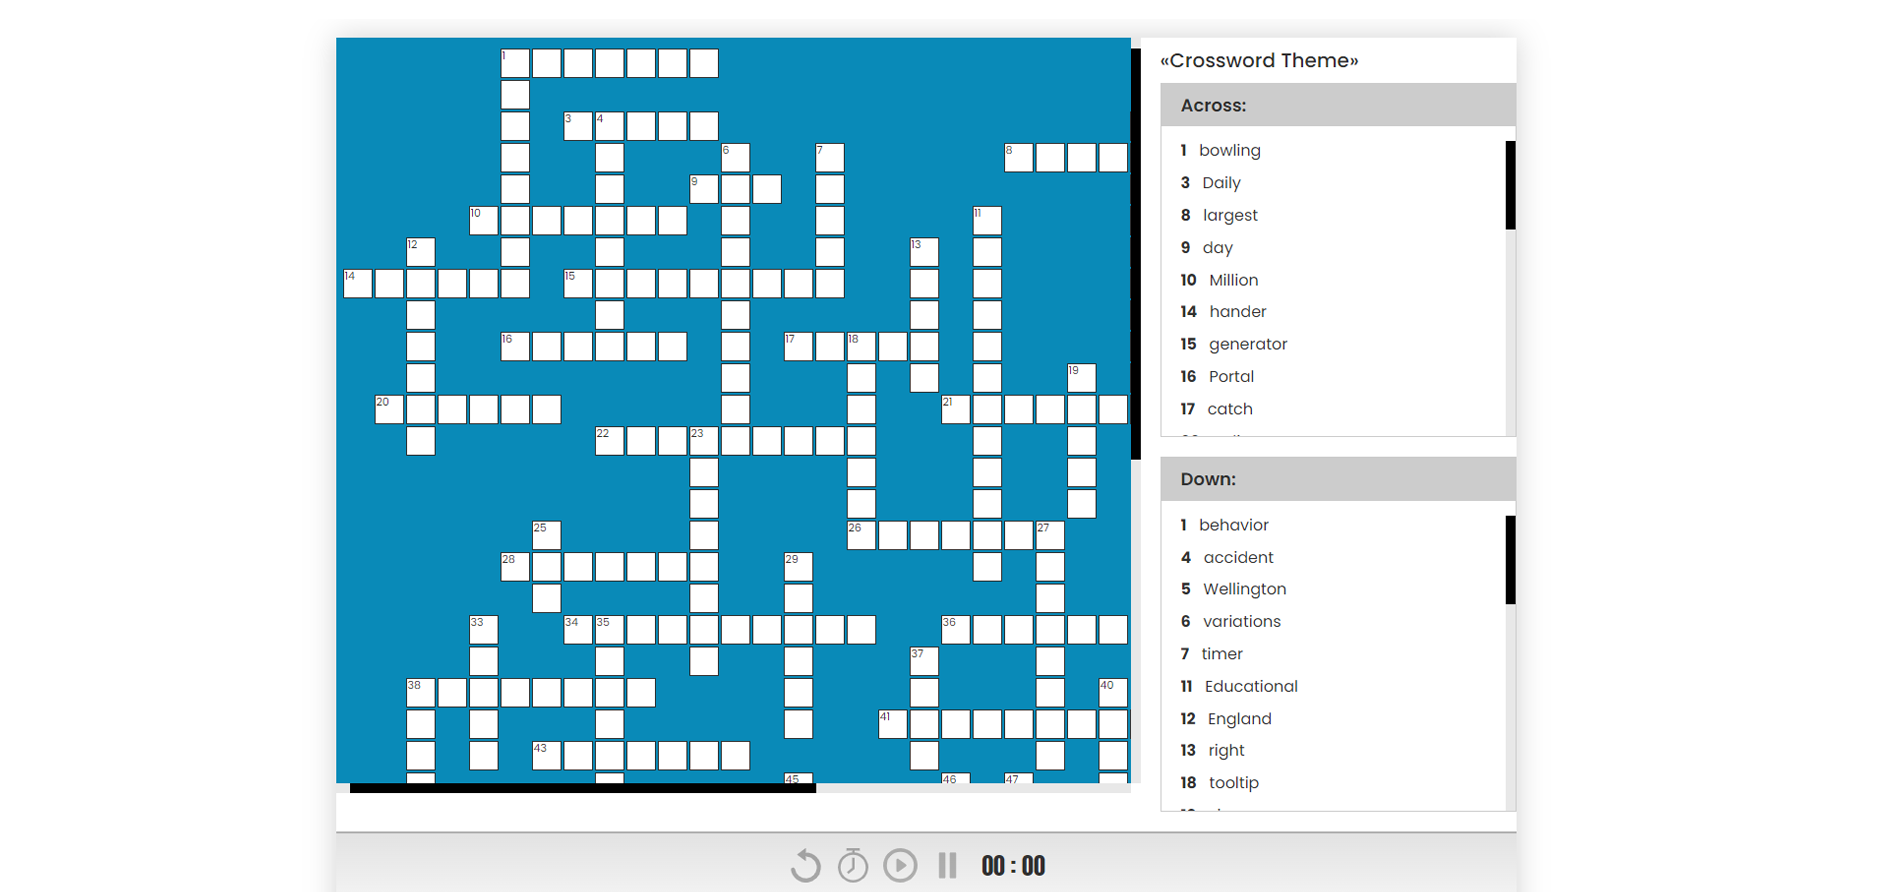 1
3 4
6 7 8
9
10 11
12 13
14 15
16 17 18
19
20 21
22 23
25 26 27
28 29
33 34 35 36
37
38 40
41
43
45 46 47
«Crossword Theme»
Across:
1 bowling
3 Daily
8 largest
9 day
10 Million
14 hander
15 generator
16 Portal
17 catch
Down:
1 behavior
4 accident
5 Wellington
6 variations
7 timer
11 Educational
12 England
13 right
18 tooltip
00 : 00